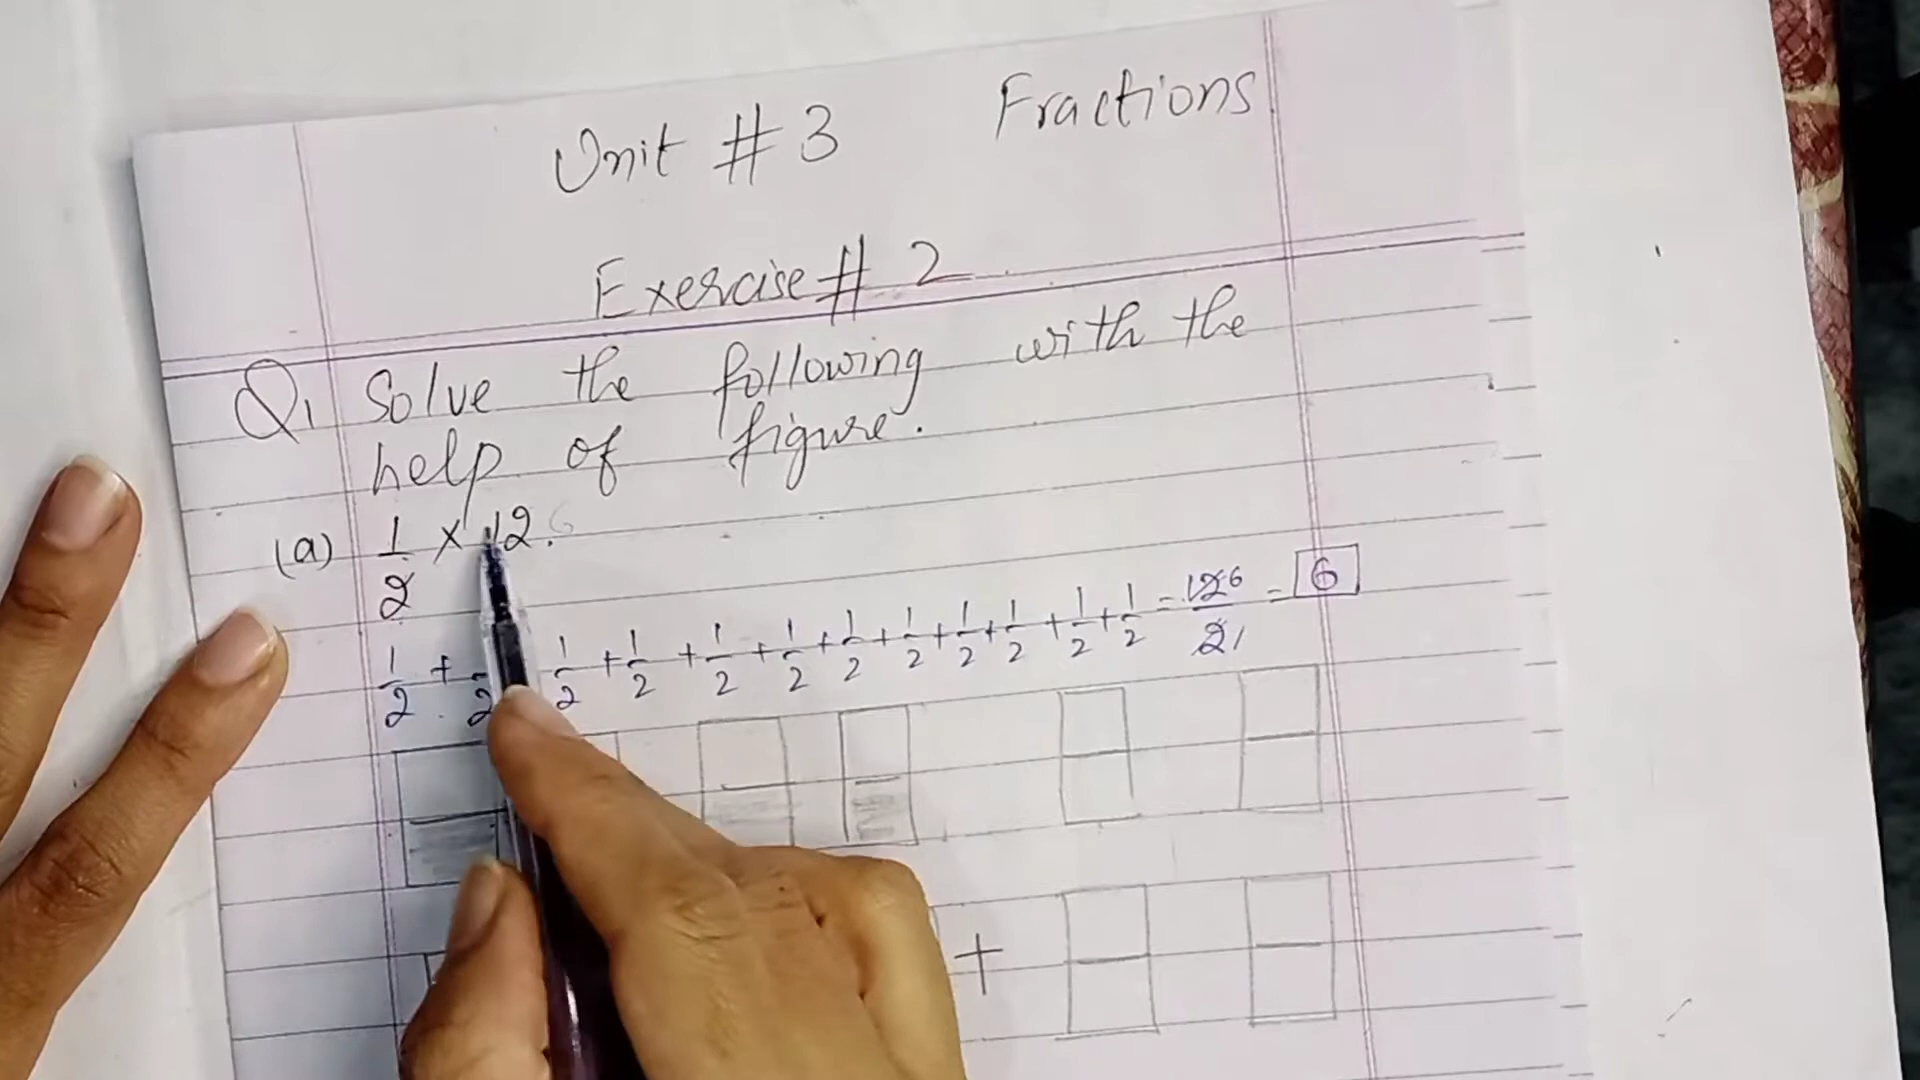 Unit # 3 Fractions
Exercise # 2
Q1 Solve the following with the
help of figure.
(a) 1/2 × 12.
1/2 + 1/2 1/2 + 1/2 + 1/2 + 1/2 + 1/2 + 1/2 + 1/2 + 1/2 + 1/2 + 1/2 = 12 6/2 1 = 6
+